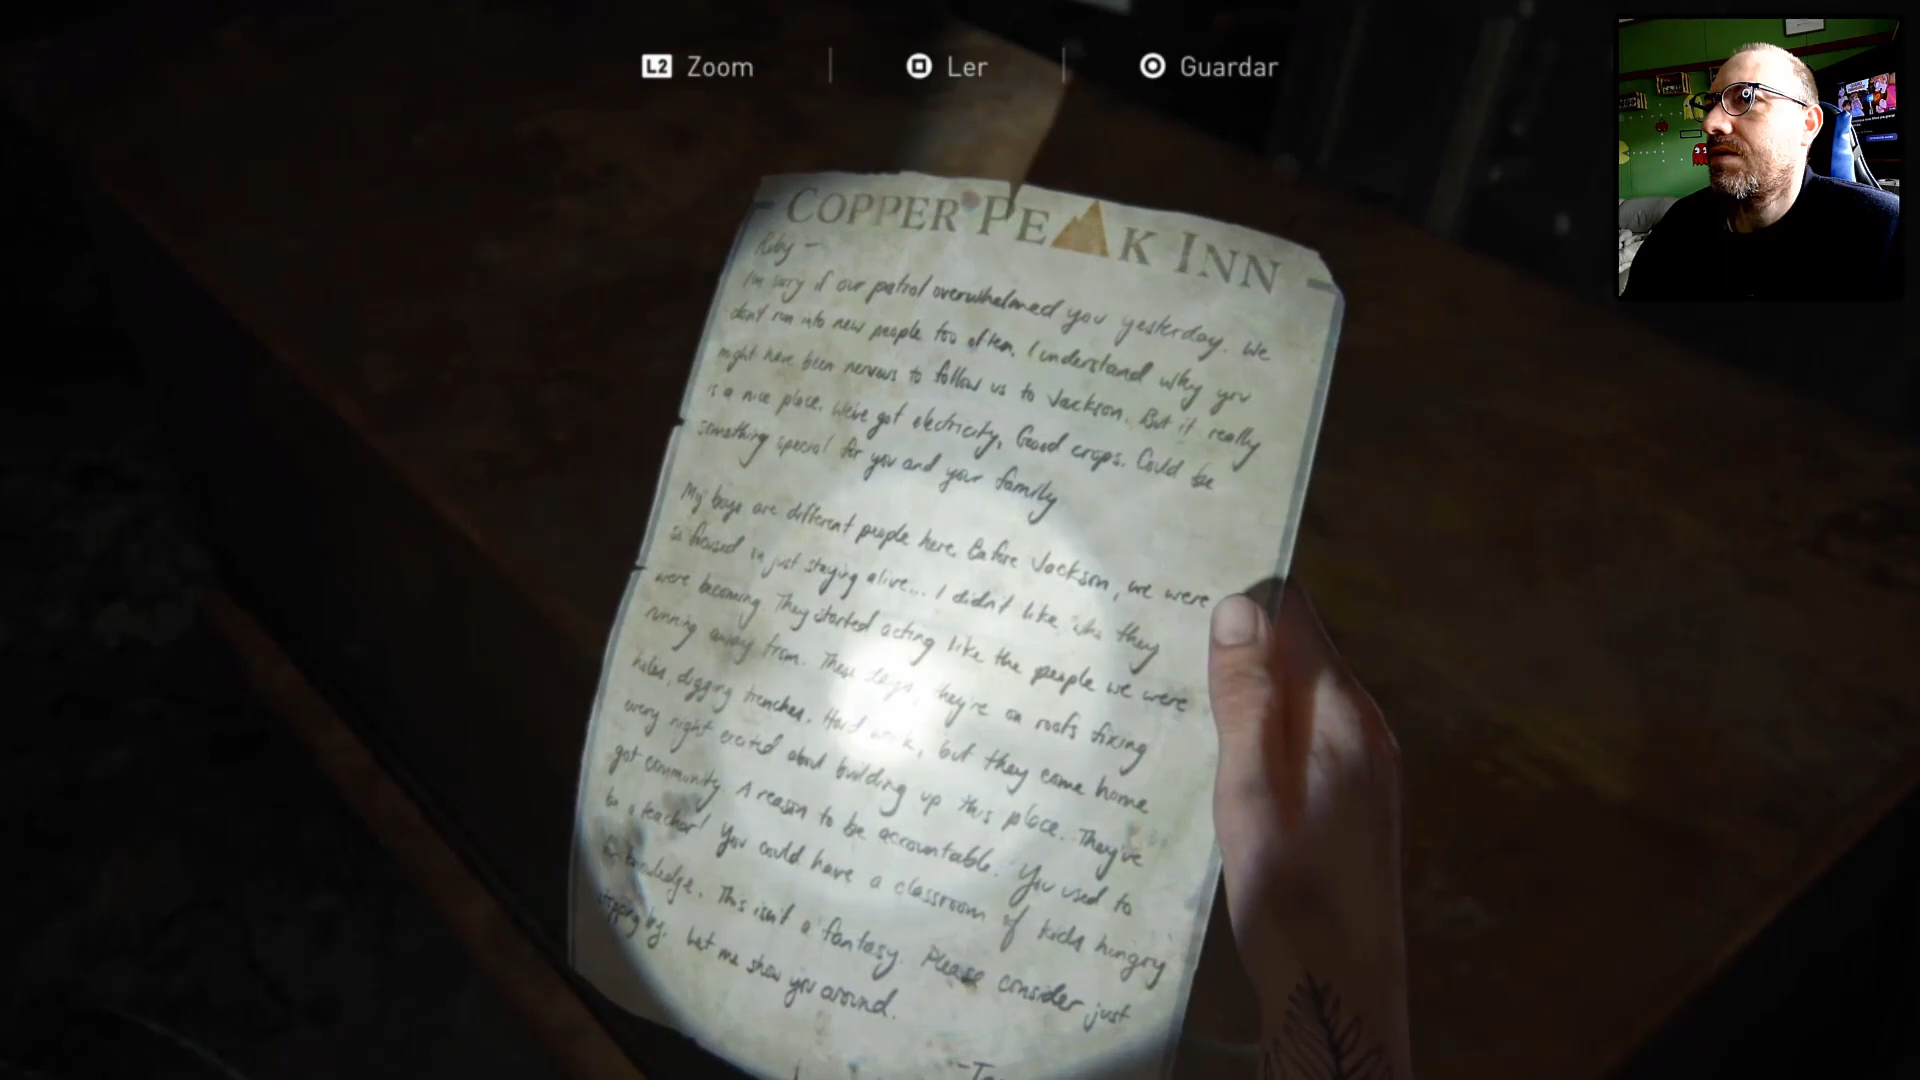 L2 Zoom | Ler | Guardar
COPPER PEAK INN
Ruby -
I'm sorry if our patrol overwhelmed you yesterday. We
don't run into new people too often. I understand why you
might have been nervous to follow us to Jackson. But it really
is a nice place. We've got electricity. Good crops. Could be
something special for you and your family
My boys are different people here. Before Jackson, we were
so focused in just staying alive... I didn't like who they
were becoming. They started acting like the people we were
running away from. These days, they're on roofs fixing
holes, digging trenches. Hard work, but they come home
every night excited about building up this place. They've
got community. A reason to be accountable. You used to
be a teacher! You could have a classroom of kids hungry
knowledge. This isn't a fantasy. Please consider just
stopping by. Let me show you around.